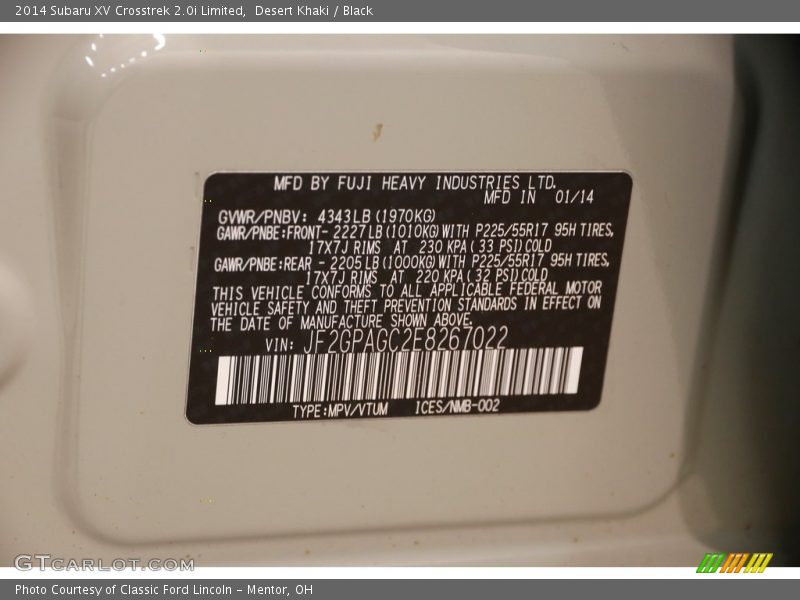 2014 Subaru XV Crosstrek 2.0i Limited,  Desert Khaki / Black
MFD BY FUJI HEAVY INDUSTRIES LTD.
MFD IN 01/14
GVWR/PNBV: 4343LB (1970KG)
GAWR/PNBE:FRONT- 2227LB (1010KG) WITH P225/55R17 95H TIRES,
17X7J RIMS AT 230 KPA ( 33 PSI) COLD
GAWR/PNBE:REAR - 2205LB (1000KG) WITH P225/55R17 95H TIRES,
17X7J RIMS AT 220 KPA ( 32 PSI) COLD
THIS VEHICLE CONFORMS TO ALL APPLICABLE FEDERAL MOTOR
VEHICLE SAFETY AND THEFT PREVENTION STANDARDS IN EFFECT ON
THE DATE OF MANUFACTURE SHOWN ABOVE.
VIN: JF2GPAGC2E8267022
TYPE:MPV/VTUM ICES/NMB-002
GTCARLOT.COM
Photo Courtesy of Classic Ford Lincoln - Mentor, OH